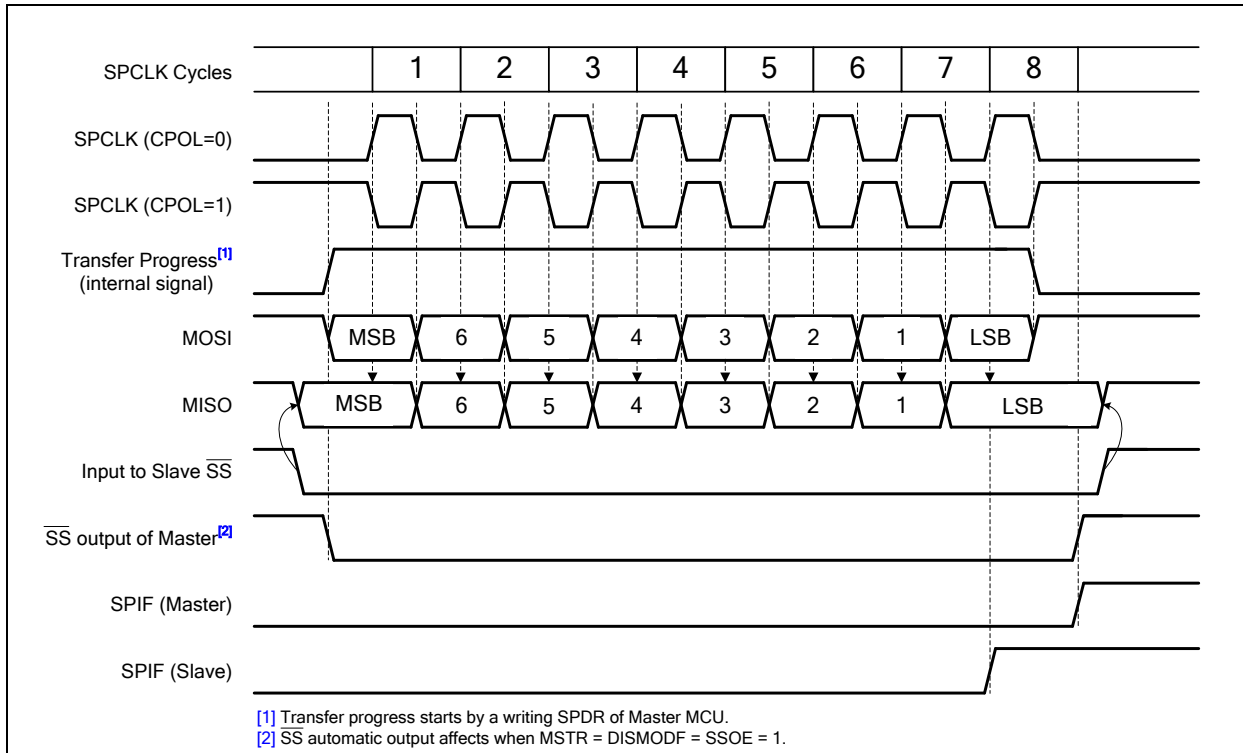 SPCLK Cycles 1 2 3 4 5 6 7 8
SPCLK (CPOL=0)
SPCLK (CPOL=1)
Transfer Progress[1]
(internal signal)
MOSI MSB 6 5 4 3 2 1 LSB
MISO MSB 6 5 4 3 2 1 LSB
Input to Slave S̅S̅
S̅S̅ output of Master[2]
SPIF (Master)
SPIF (Slave)
[1] Transfer progress starts by a writing SPDR of Master MCU.
[2] S̅S̅ automatic output affects when MSTR = DISMODF = SSOE = 1.